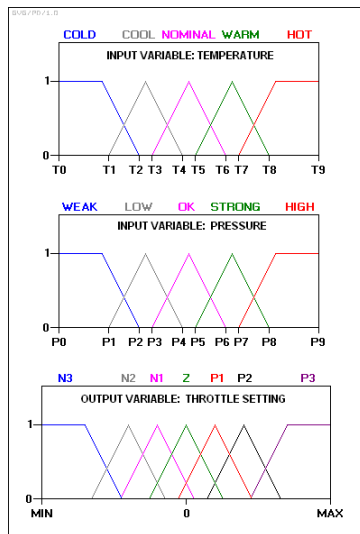 SVG/PD/1.0
COLD COOL NOMINAL WARM HOT
INPUT VARIABLE: TEMPERATURE
1
0
T0 T1 T2 T3 T4 T5 T6 T7 T8 T9
WEAK LOW OK STRONG HIGH
INPUT VARIABLE: PRESSURE
1
0
P0 P1 P2 P3 P4 P5 P6 P7 P8 P9
N3 N2 N1 Z P1 P2 P3
OUTPUT VARIABLE: THROTTLE SETTING
1
0
MIN 0 MAX